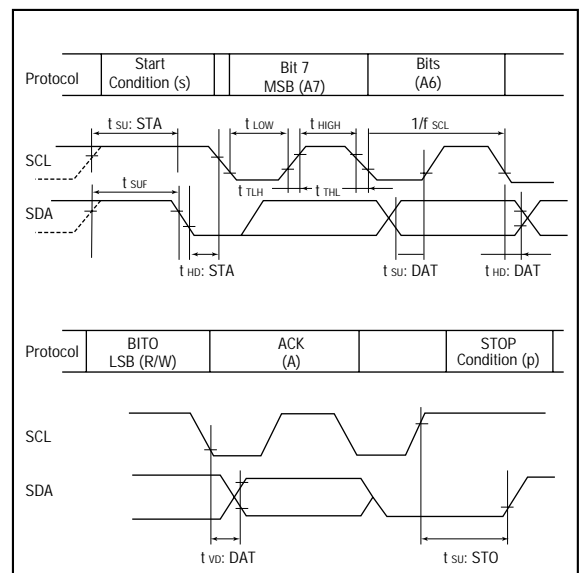 Protocol
Start
Condition (s)
Bit 7
MSB (A7)
Bits
(A6)
t SU: STA
t LOW
t HIGH
1/f SCL
SCL
t SUF
t TLH
t THL
SDA
t HD: STA
t SU: DAT
t HD: DAT
Protocol
BITO
LSB (R/W)
ACK
(A)
STOP
Condition (p)
SCL
SDA
t VD: DAT
t SU: STO